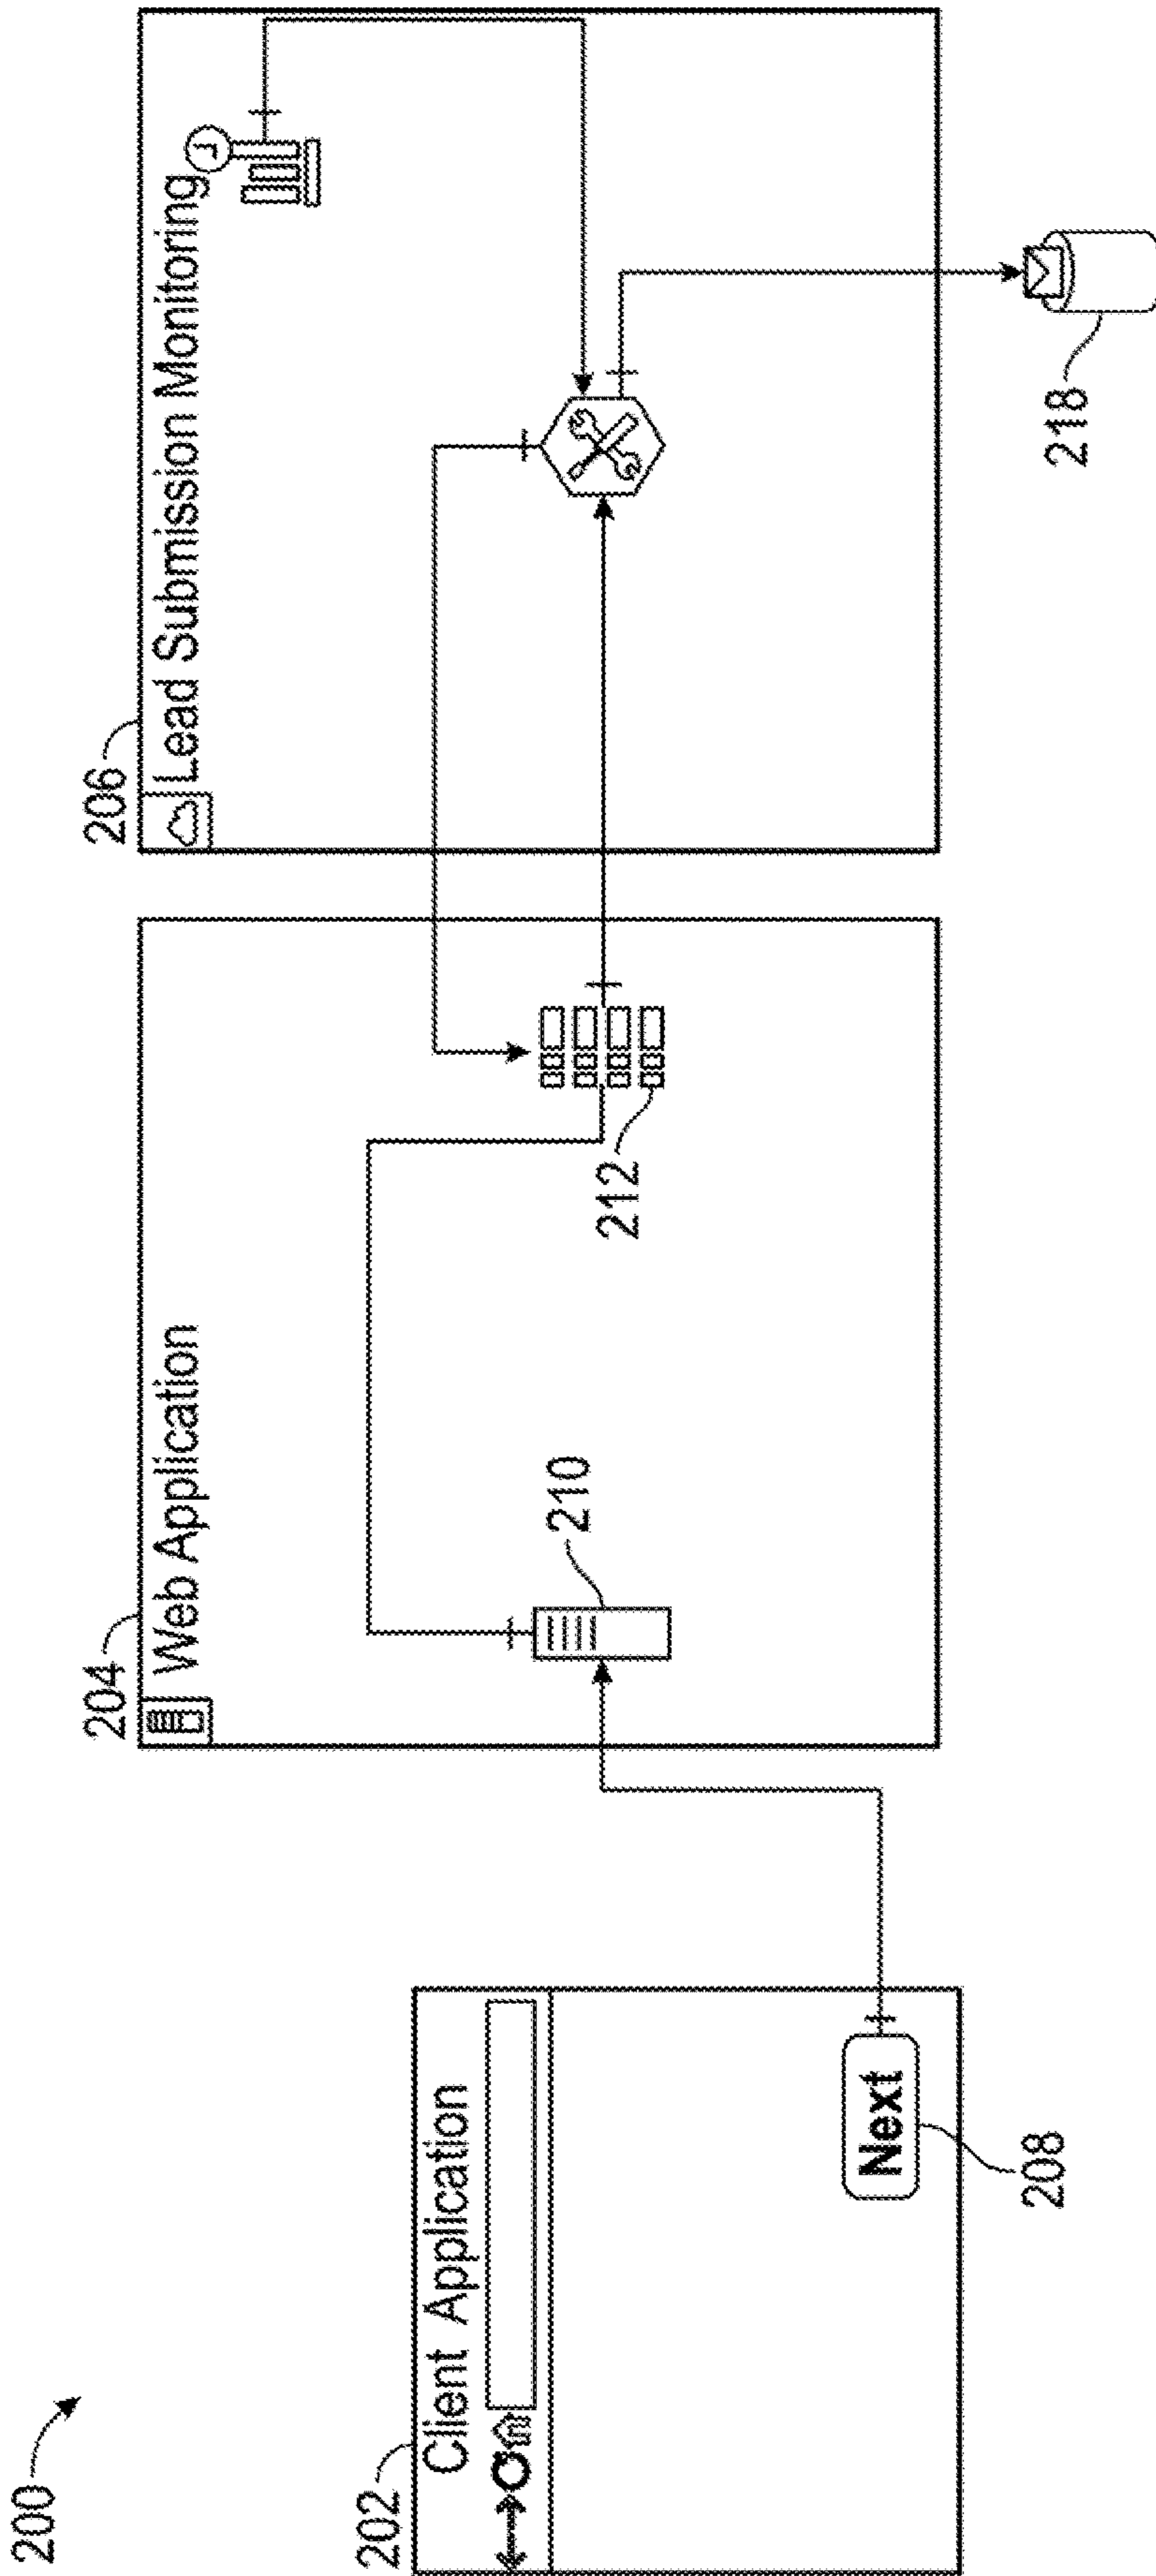 200
202
Client Application
Next
208
204
Web Application
210
212
206
Lead Submission Monitoring
218